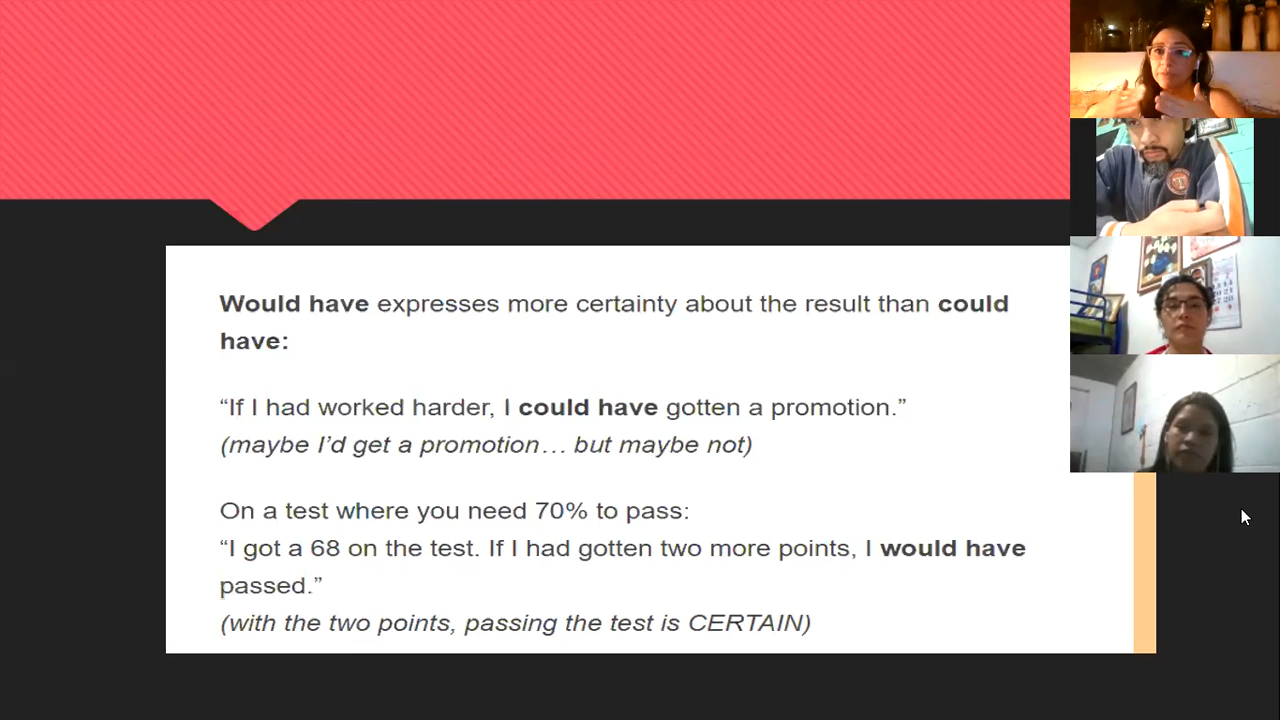 Would have expresses more certainty about the result than could
have:
“If I had worked harder, I could have gotten a promotion.”
(maybe I’d get a promotion… but maybe not)
On a test where you need 70% to pass:
“I got a 68 on the test. If I had gotten two more points, I would have
passed.”
(with the two points, passing the test is CERTAIN)